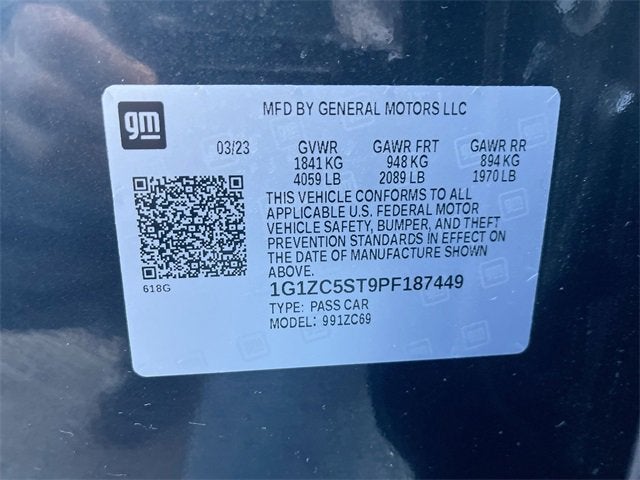 gm
MFD BY GENERAL MOTORS LLC
03/23 GVWR GAWR FRT GAWR RR
1841 KG 948 KG 894 KG
4059 LB 2089 LB 1970 LB
THIS VEHICLE CONFORMS TO ALL
APPLICABLE U.S. FEDERAL MOTOR
VEHICLE SAFETY, BUMPER, AND THEFT
PREVENTION STANDARDS IN EFFECT ON
THE DATE OF MANUFACTURE SHOWN
ABOVE.
618G
1G1ZC5ST9PF187449
TYPE: PASS CAR
MODEL: 991ZC69